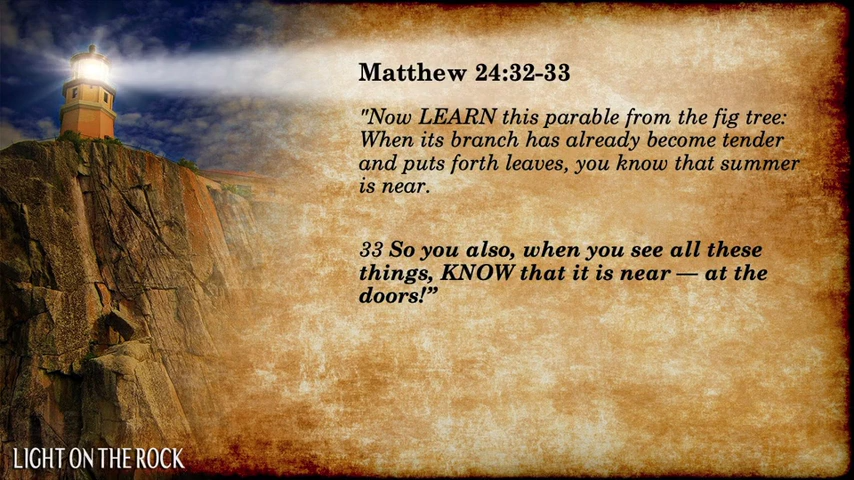 Matthew 24:32-33
"Now LEARN this parable from the fig tree:
When its branch has already become tender
and puts forth leaves, you know that summer
is near.
33 So you also, when you see all these
things, KNOW that it is near — at the
doors!”
LIGHT ON THE ROCK